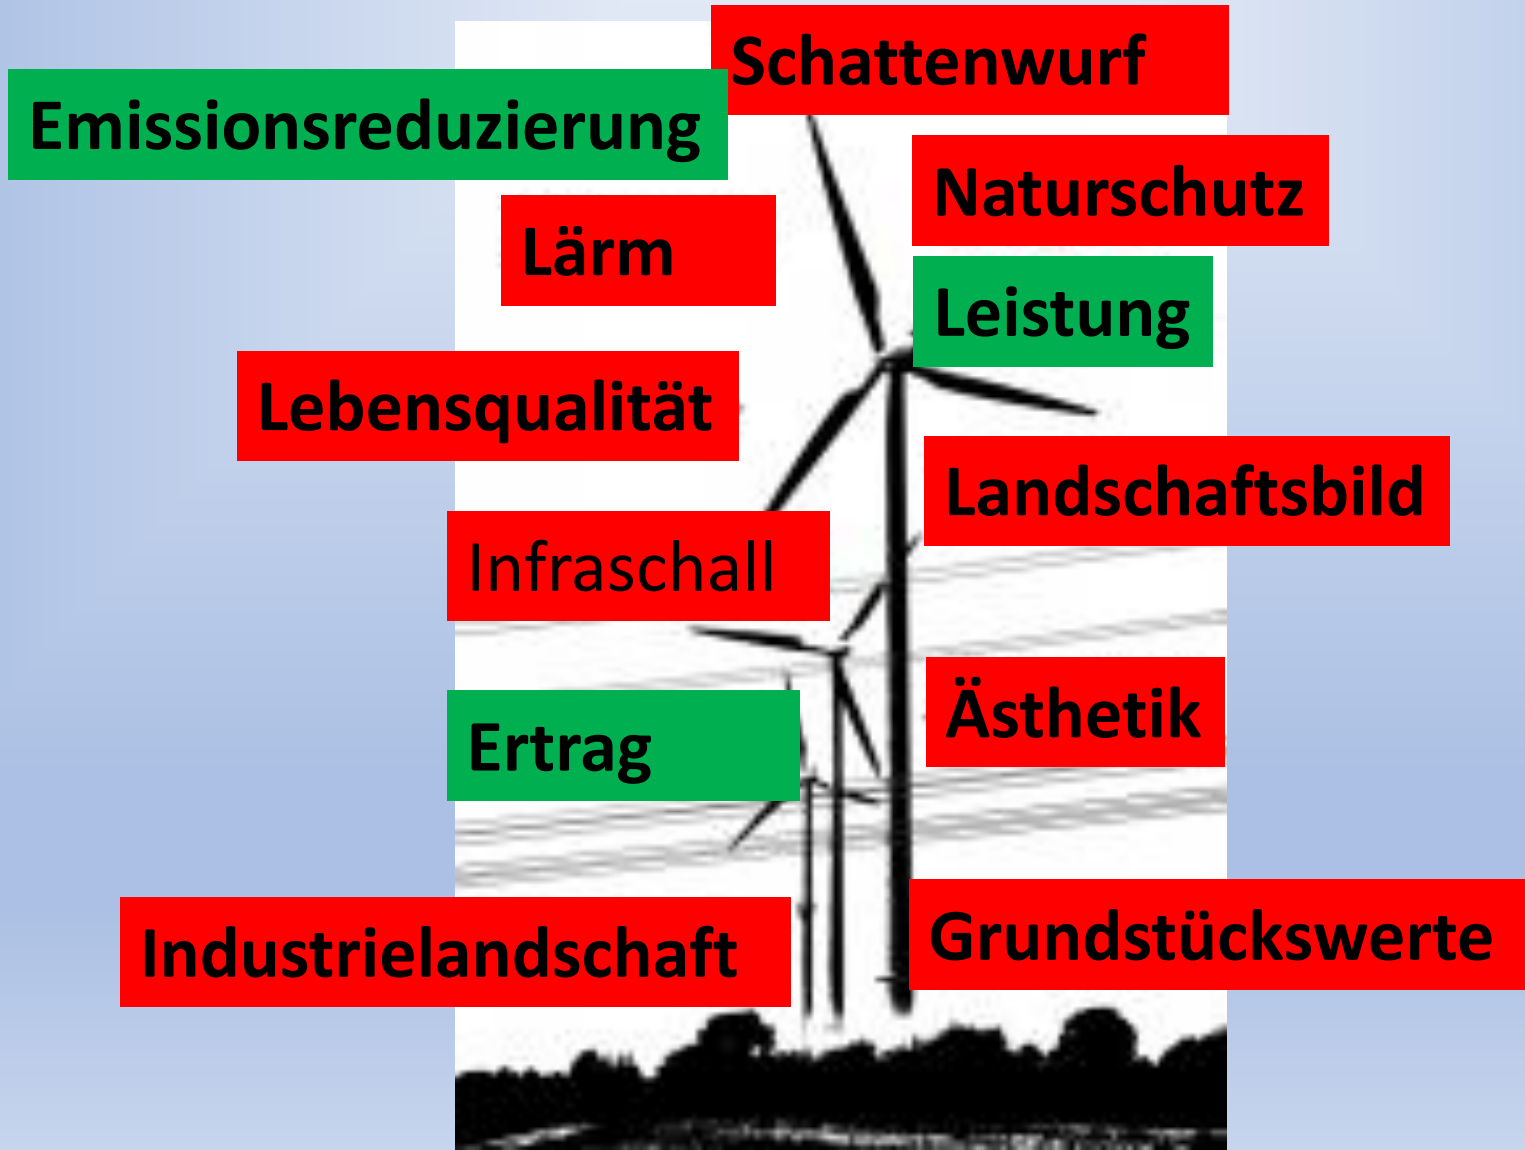 Schattenwurf
Emissionsreduzierung
Naturschutz
Lärm
Leistung
Lebensqualität
Landschaftsbild
Infraschall
Ästhetik
Ertrag
Grundstückswerte
Industrielandschaft